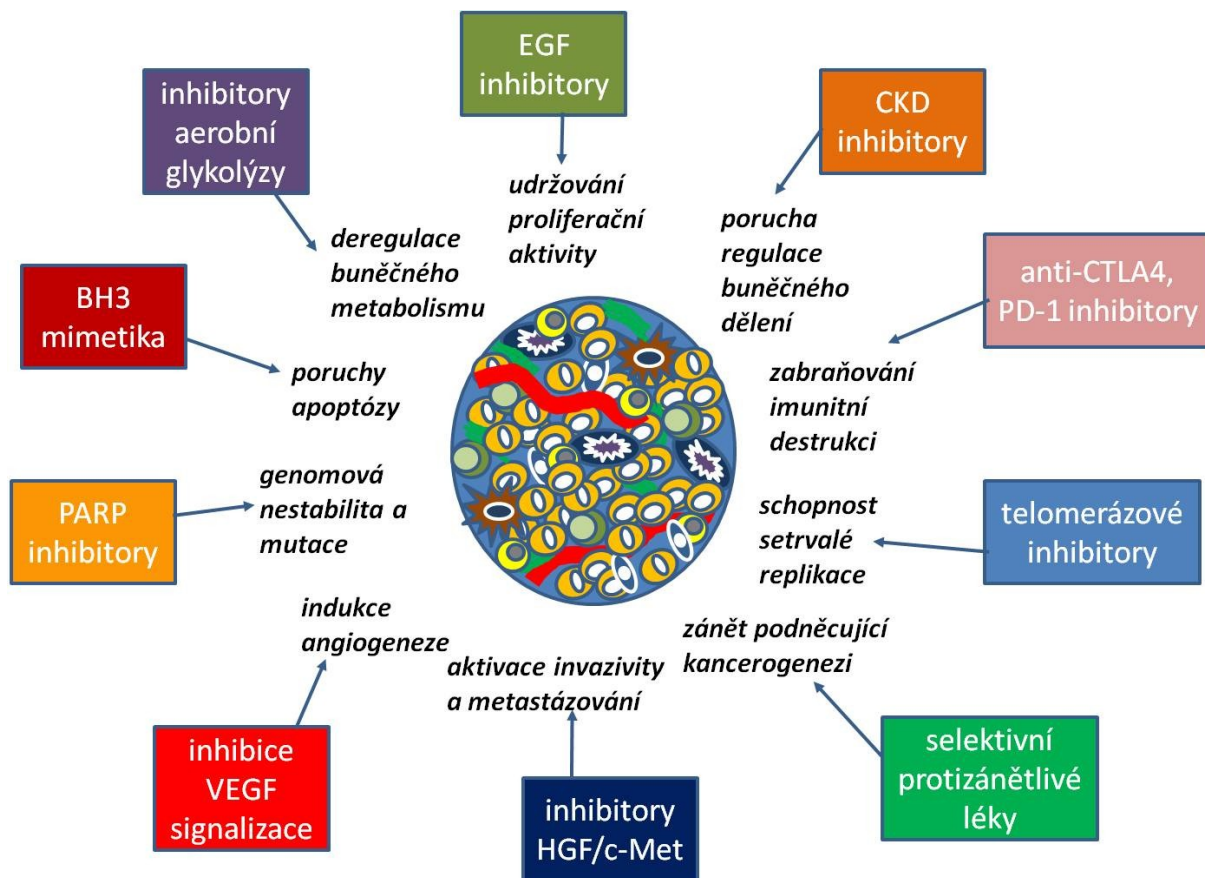 EGF
inhibitory
CKD
inhibitory
inhibitory
aerobní
glykolýzy
udržování
proliferační
aktivity
porucha
regulace
buněčného
dělení
deregulace
buněčného
metabolismu
anti-CTLA4,
PD-1 inhibitory
BH3
mimetika
poruchy
apoptózy
zabraňování
imunitní
destrukci
genomová
nestabilita a
mutace
PARP
inhibitory
schopnost
setrvalé
replikace
telomerázové
inhibitory
indukce
angiogeneze
zánět podněcující
kancerogenezi
aktivace invazivity
a metastázování
inhibice
VEGF
signalizace
inhibitory
HGF/c-Met
selektivní
protizánětlivé
léky